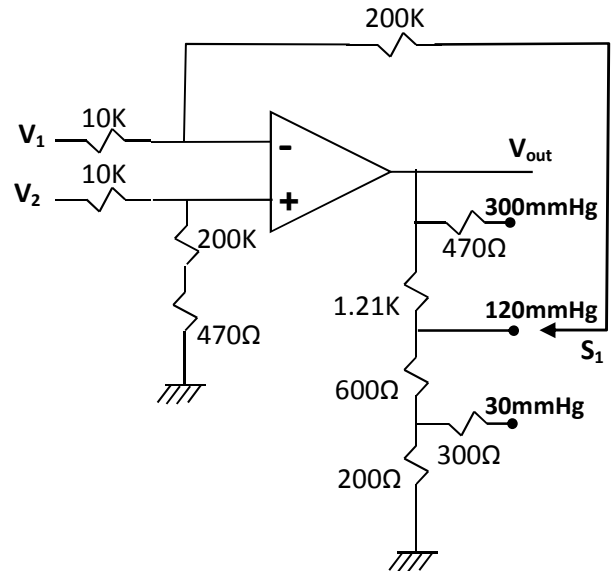 200K
10K
V1
-
Vout
10K
V2
+
300mmHg
200K
470Ω
1.21K
120mmHg
470Ω
S1
600Ω
30mmHg
300Ω
200Ω